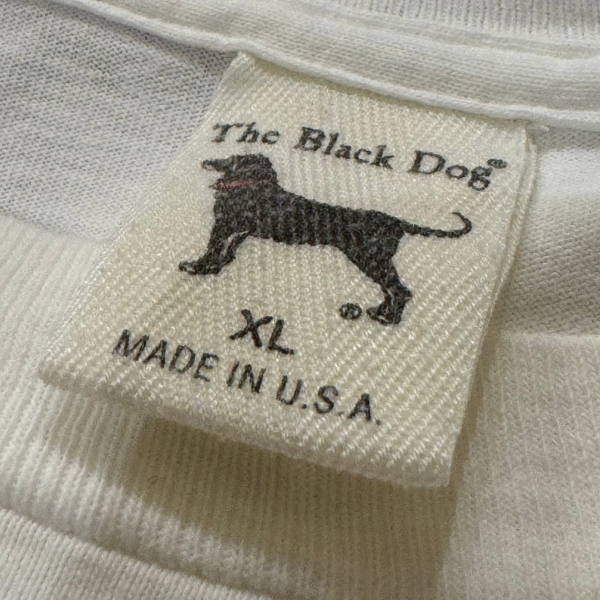 The Black Dog®
®
XL
MADE IN U.S.A.